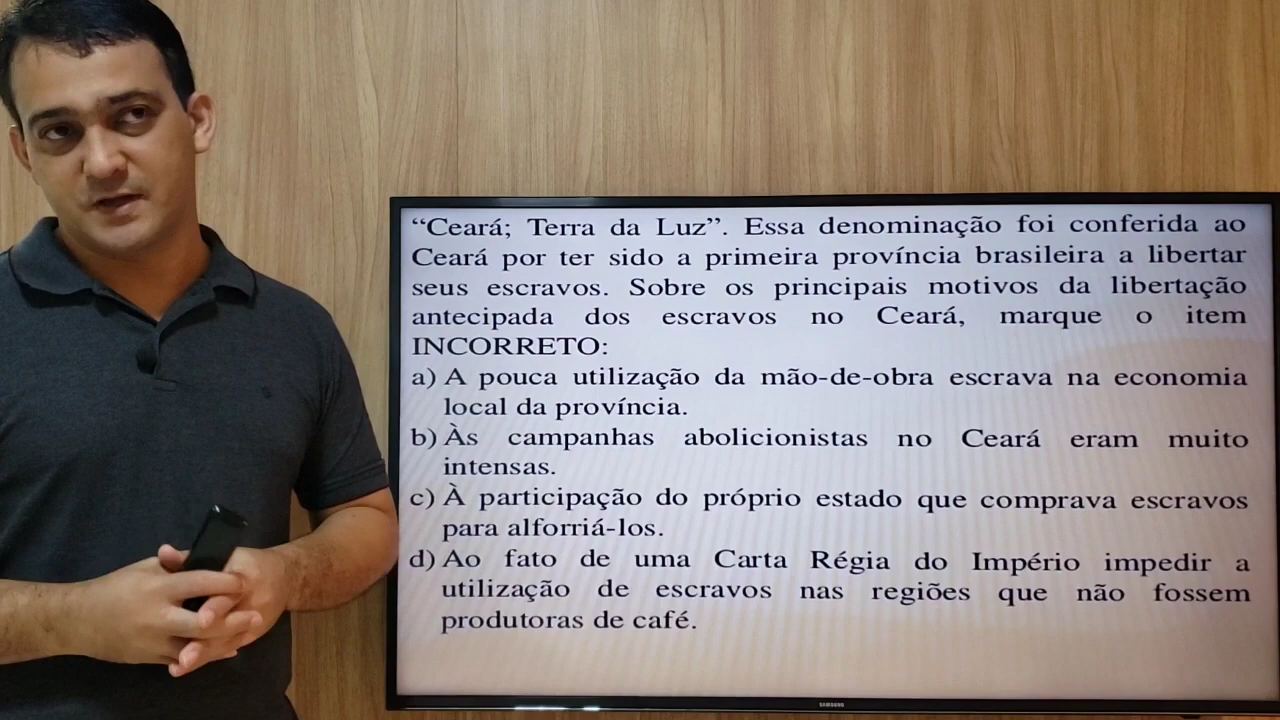 “Ceará; Terra da Luz”. Essa denominação foi conferida ao
Ceará por ter sido a primeira província brasileira a libertar
seus escravos. Sobre os principais motivos da libertação
antecipada dos escravos no Ceará, marque o item
INCORRETO:
a) A pouca utilização da mão-de-obra escrava na economia
local da província.
b) Às campanhas abolicionistas no Ceará eram muito
intensas.
c) À participação do próprio estado que comprava escravos
para alforriá-los.
d) Ao fato de uma Carta Régia do Império impedir a
utilização de escravos nas regiões que não fossem
produtoras de café.
SAMSUNG